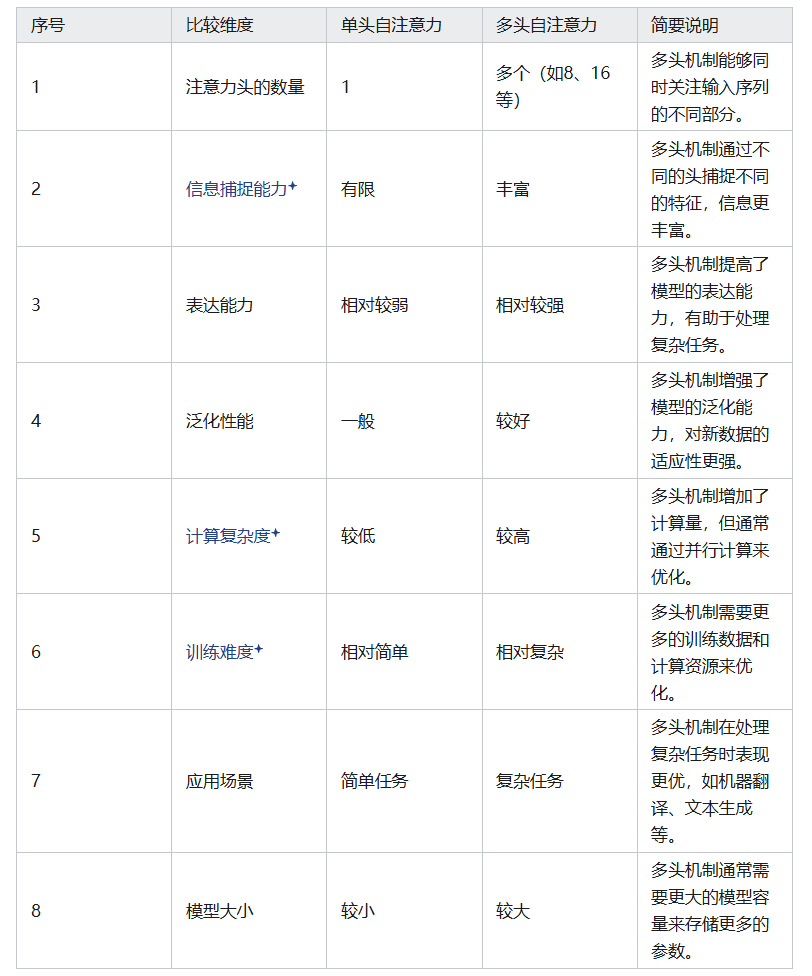 序号 比较维度 单头自注意力 多头自注意力 简要说明
1 注意力头的数量 1 多个（如8、16
等）
多头机制能够同
时关注输入序列
的不同部分。
2 信息捕捉能力 有限 丰富
多头机制通过不
同的头捕捉不同
的特征，信息更
丰富。
3 表达能力 相对较弱 相对较强
多头机制提高了
模型的表达能
力，有助于处理
复杂任务。
4 泛化性能 一般 较好
多头机制增强了
模型的泛化能
力，对新数据的
适应性更强。
5 计算复杂度 较低 较高
多头机制增加了
计算量，但通常
通过并行计算来
优化。
6 训练难度 相对简单 相对复杂
多头机制需要更
多的训练数据和
计算资源来优
化。
7 应用场景 简单任务 复杂任务
多头机制在处理
复杂任务时表现
更优，如机器翻
译、文本生成
等。
8 模型大小 较小 较大
多头机制通常需
要更大的模型容
量来存储更多的
参数。